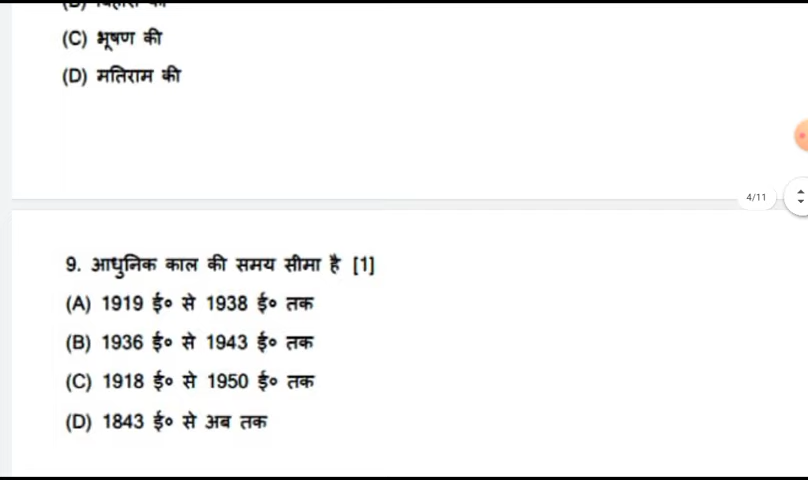 (C) भूषण की
(D) मतिराम की
4/11
9. आधुनिक काल की समय सीमा है [1]
(A) 1919 ई० से 1938 ई० तक
(B) 1936 ई० से 1943 ई० तक
(C) 1918 ई० से 1950 ई० तक
(D) 1843 ई० से अब तक